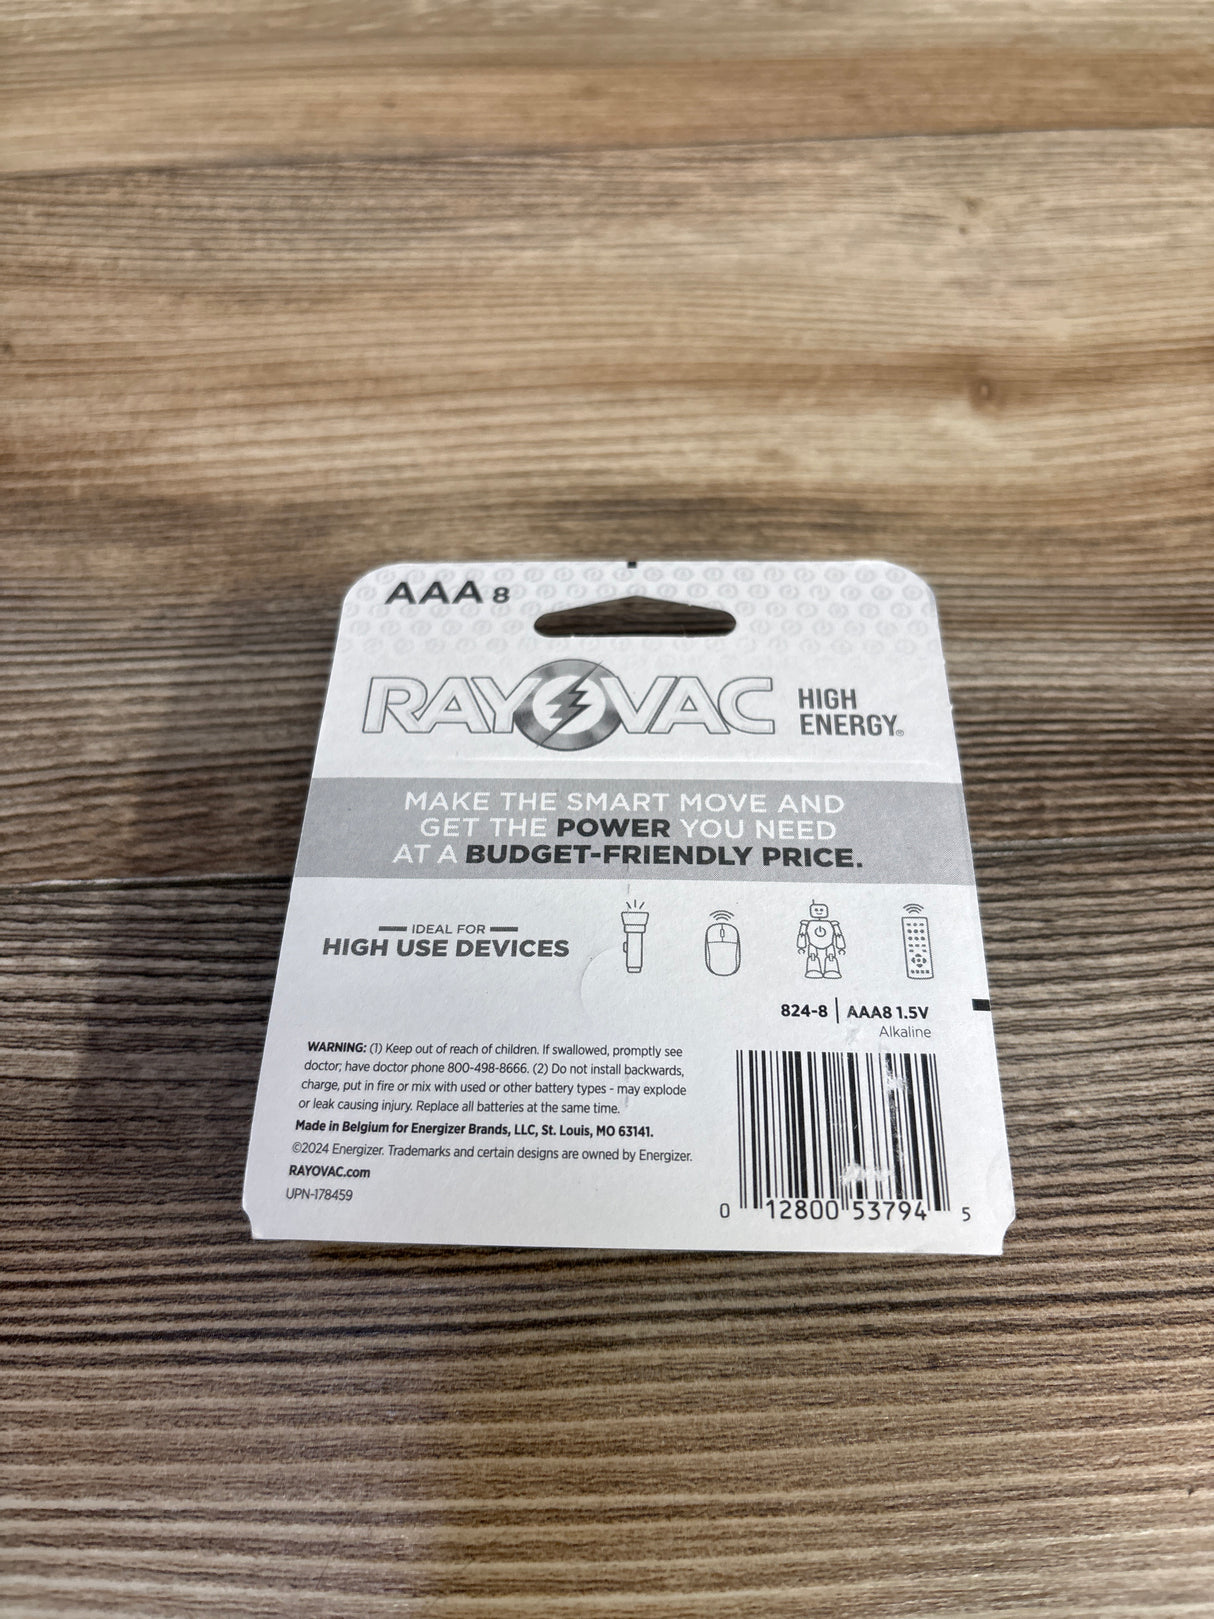 AAA 8
RAYOVAC HIGH
ENERGY®
MAKE THE SMART MOVE AND
GET THE POWER YOU NEED
AT A BUDGET-FRIENDLY PRICE.
IDEAL FOR
HIGH USE DEVICES
824-8 | AAA8 1.5V
Alkaline
WARNING: (1) Keep out of reach of children. If swallowed, promptly see
doctor; have doctor phone 800-498-8666. (2) Do not install backwards,
charge, put in fire or mix with used or other battery types - may explode
or leak causing injury. Replace all batteries at the same time.
Made in Belgium for Energizer Brands, LLC, St. Louis, MO 63141.
©2024 Energizer. Trademarks and certain designs are owned by Energizer.
RAYOVAC.com
UPN-178459
0 12800 53794 5